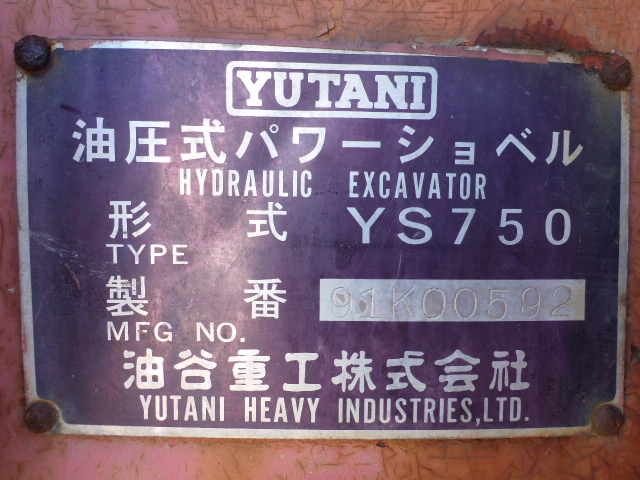 YUTANI
油圧式パワーショベル
HYDRAULIC EXCAVATOR
形式 YS750
TYPE
製番 91K00592
MFG NO.
油谷重工株式会社
YUTANI HEAVY INDUSTRIES,LTD.